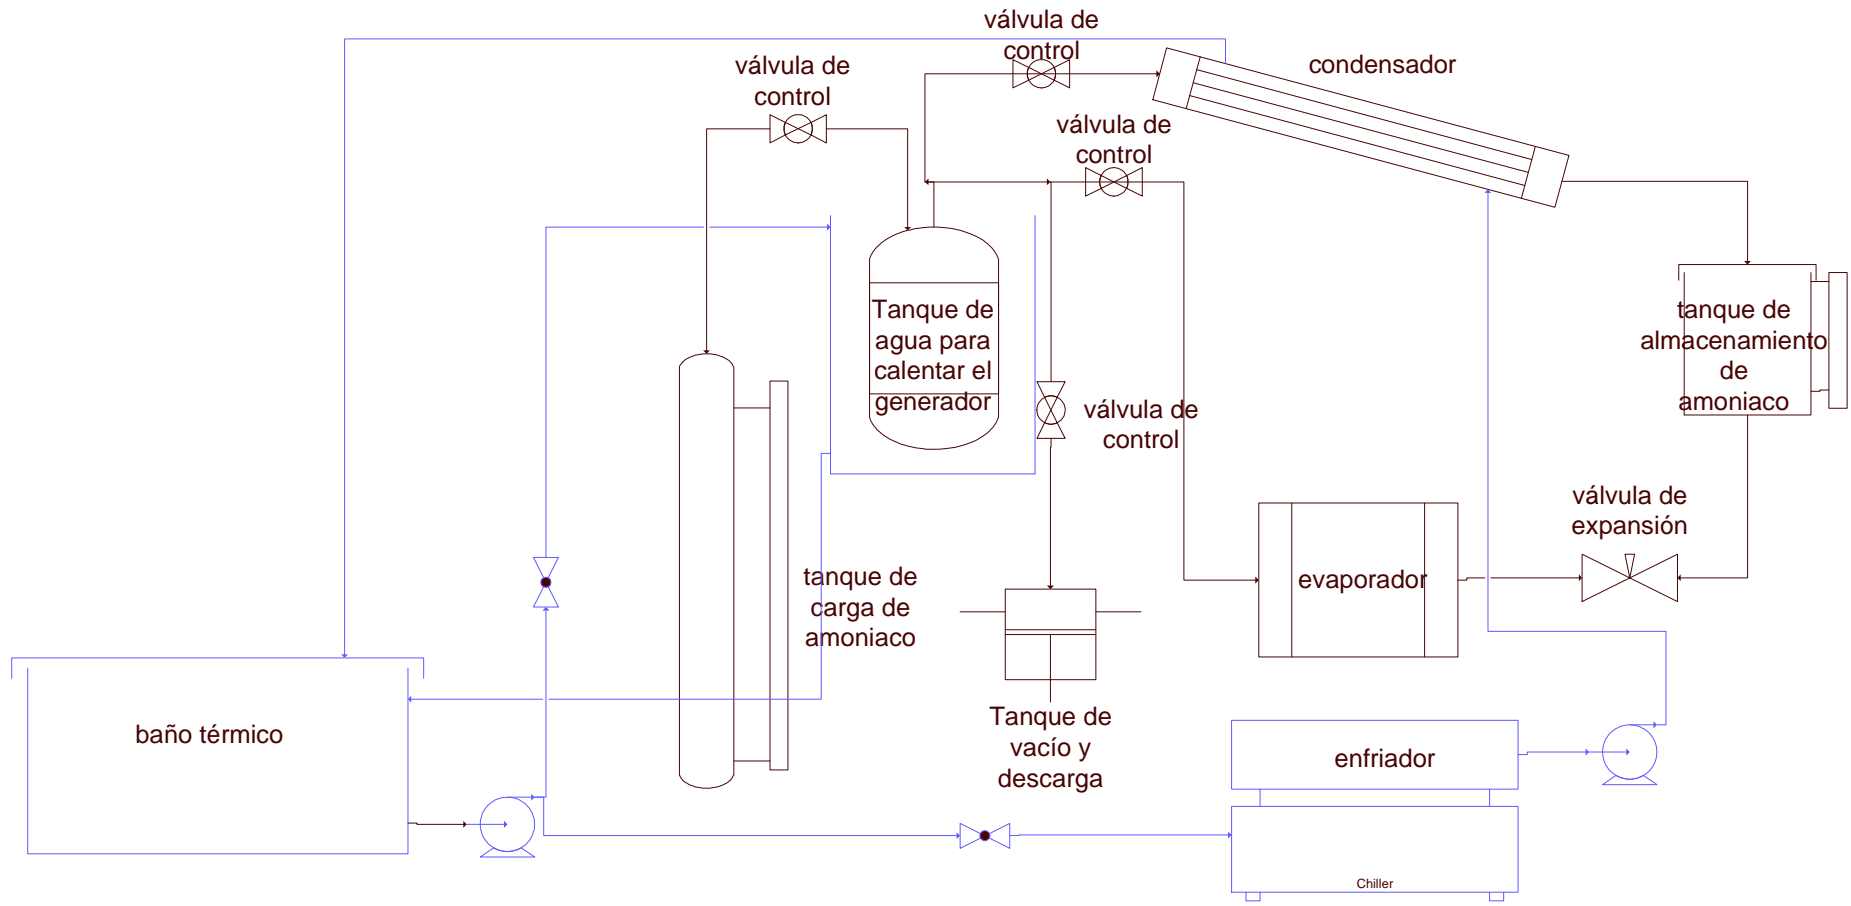 válvula de
control
válvula de
control
condensador
válvula de
control
Tanque de
agua para
calentar el
generador
tanque de
almacenamiento
de
amoniaco
válvula de
control
válvula de
expansión
tanque de
carga de
amoniaco
evaporador
baño térmico
Tanque de
vacío y
descarga
enfriador
Chiller